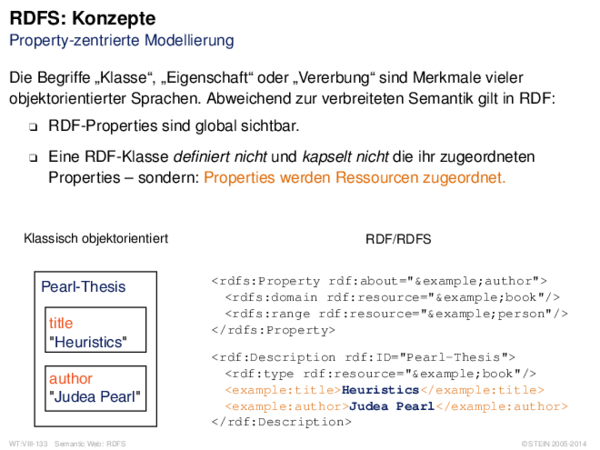 RDFS: Konzepte
Property-zentrierte Modellierung
Die Begriffe „Klasse“, „Eigenschaft“ oder „Vererbung“ sind Merkmale vieler
objektorientierter Sprachen. Abweichend zur verbreiteten Semantik gilt in RDF:
❑ RDF-Properties sind global sichtbar.
❑ Eine RDF-Klasse definiert nicht und kapselt nicht die ihr zugeordneten
Properties – sondern: Properties werden Ressourcen zugeordnet.
Klassisch objektorientiert
Pearl-Thesis
title
"Heuristics"
author
"Judea Pearl"
RDF/RDFS
<rdfs:Property rdf:about="&example;author">
<rdfs:domain rdf:resource="&example;book"/>
<rdfs:range rdf:resource="&example;person"/>
</rdfs:Property>
<rdf:Description rdf:ID="Pearl-Thesis">
<rdf:type rdf:resource="&example;book"/>
<example:title>Heuristics</example:title>
<example:author>Judea Pearl</example:author>
</rdf:Description>
WT:VIII-133 Semantic Web: RDFS
© STEIN 2005-2014